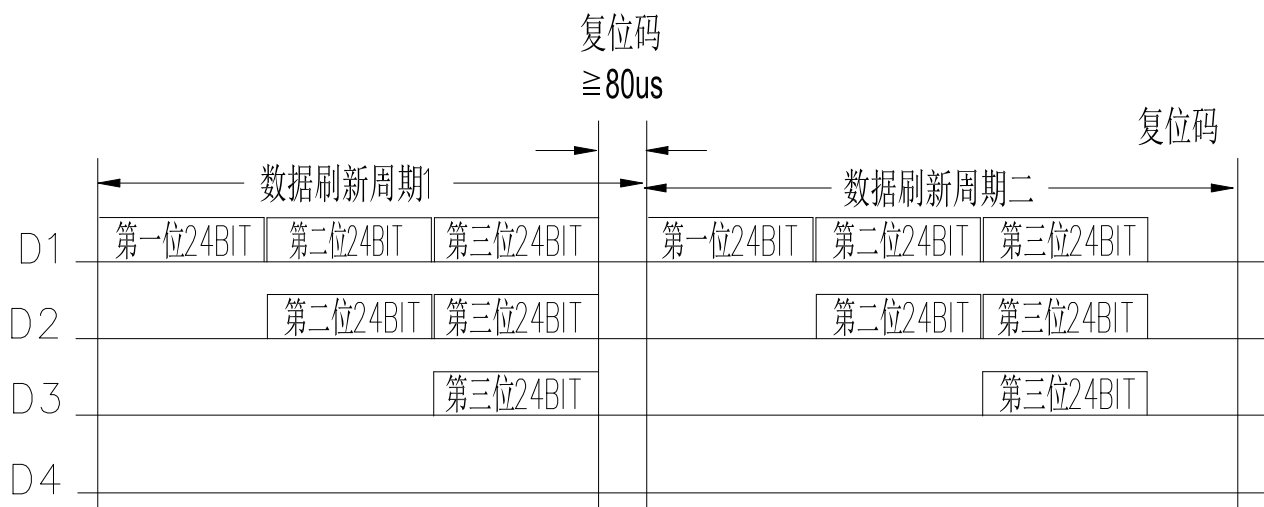 复位码
≧80us
复位码
数据刷新周期1
数据刷新周期二
D1 第一位24BIT 第二位24BIT 第三位24BIT 第一位24BIT 第二位24BIT 第三位24BIT
D2 第二位24BIT 第三位24BIT 第二位24BIT 第三位24BIT
D3 第三位24BIT 第三位24BIT
D4